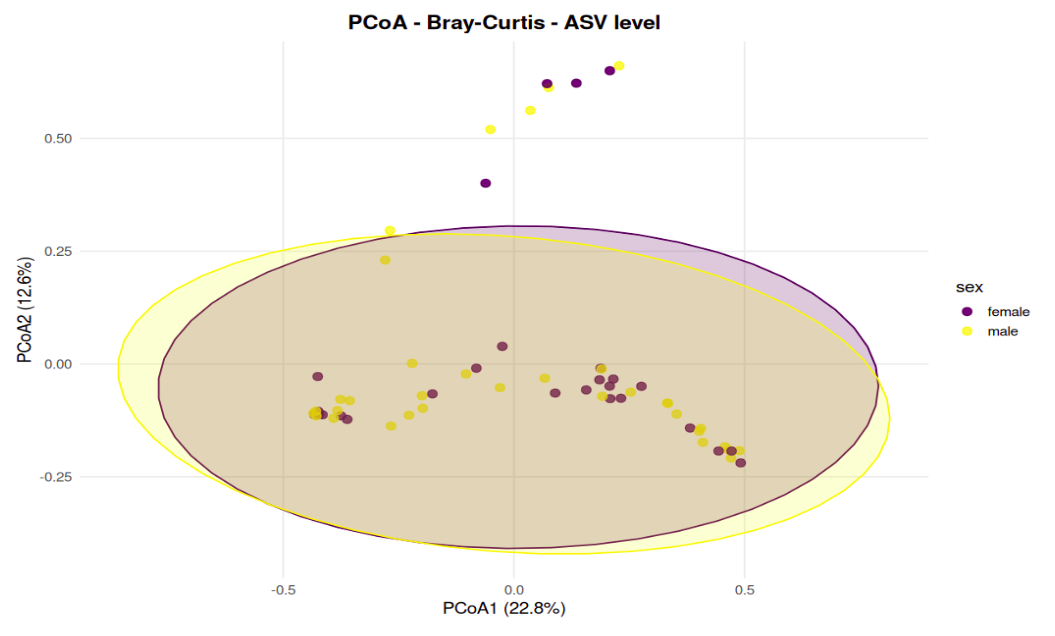 PCoA - Bray-Curtis - ASV level
0.50
0.25
0.00
-0.25
PCoA2 (12.6%)
-0.5
0.0
0.5
PCoA1 (22.8%)
sex
female
male